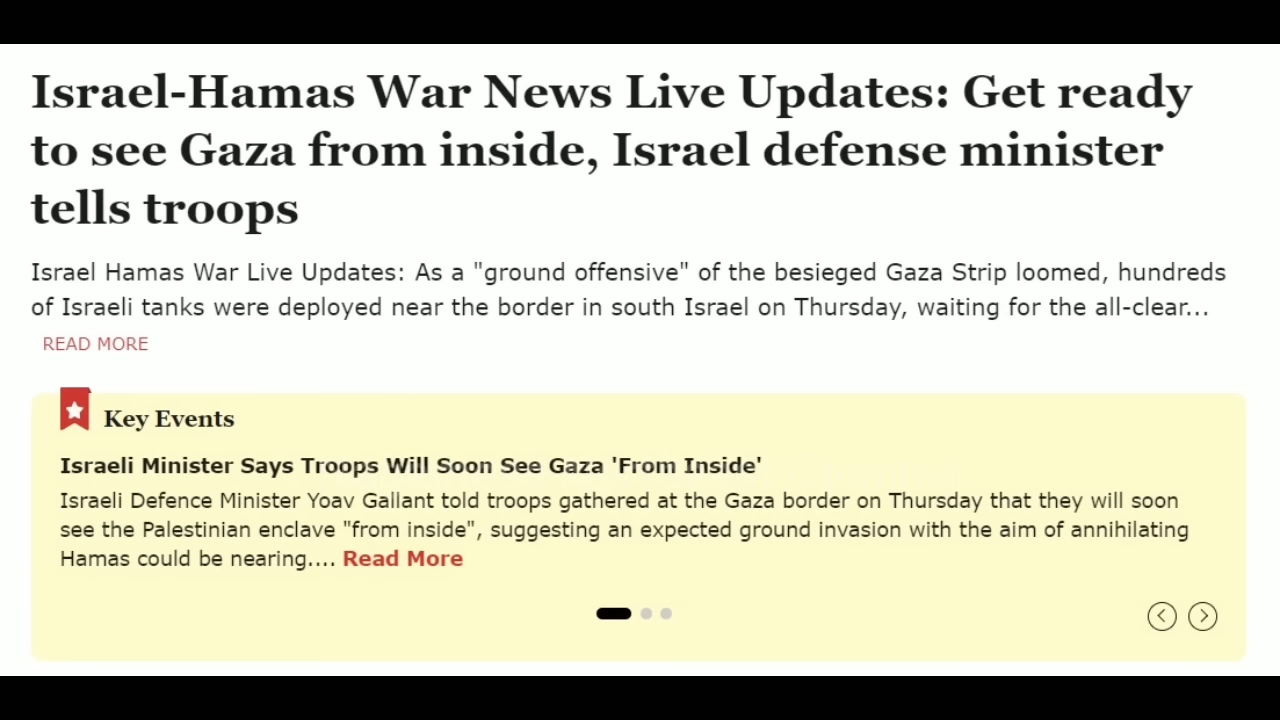 Israel-Hamas War News Live Updates: Get ready
to see Gaza from inside, Israel defense minister
tells troops
Israel Hamas War Live Updates: As a "ground offensive" of the besieged Gaza Strip loomed, hundreds
of Israeli tanks were deployed near the border in south Israel on Thursday, waiting for the all-clear...
READ MORE
Key Events
Israeli Minister Says Troops Will Soon See Gaza 'From Inside'
Israeli Defence Minister Yoav Gallant told troops gathered at the Gaza border on Thursday that they will soon
see the Palestinian enclave "from inside", suggesting an expected ground invasion with the aim of annihilating
Hamas could be nearing.... Read More